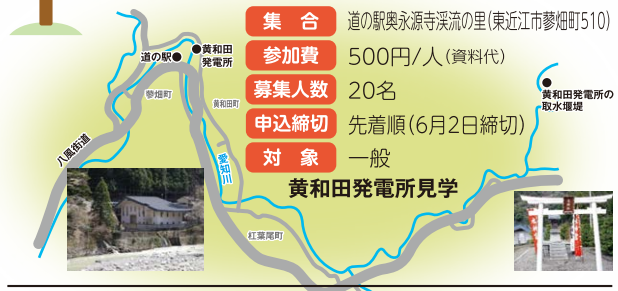 集合 道の駅奥永源寺渓流の里(東近江市蓼畑町510)
参加費 500円/人(資料代)
募集人数 20名
申込締切 先着順(6月2日締切)
対象 一般
黄和田発電所見学
道の駅
黄和田
発電所
蓼畑町
黄和田町
八風街道
愛知川
杠葉尾町
黄和田発電所の
取水堰堤